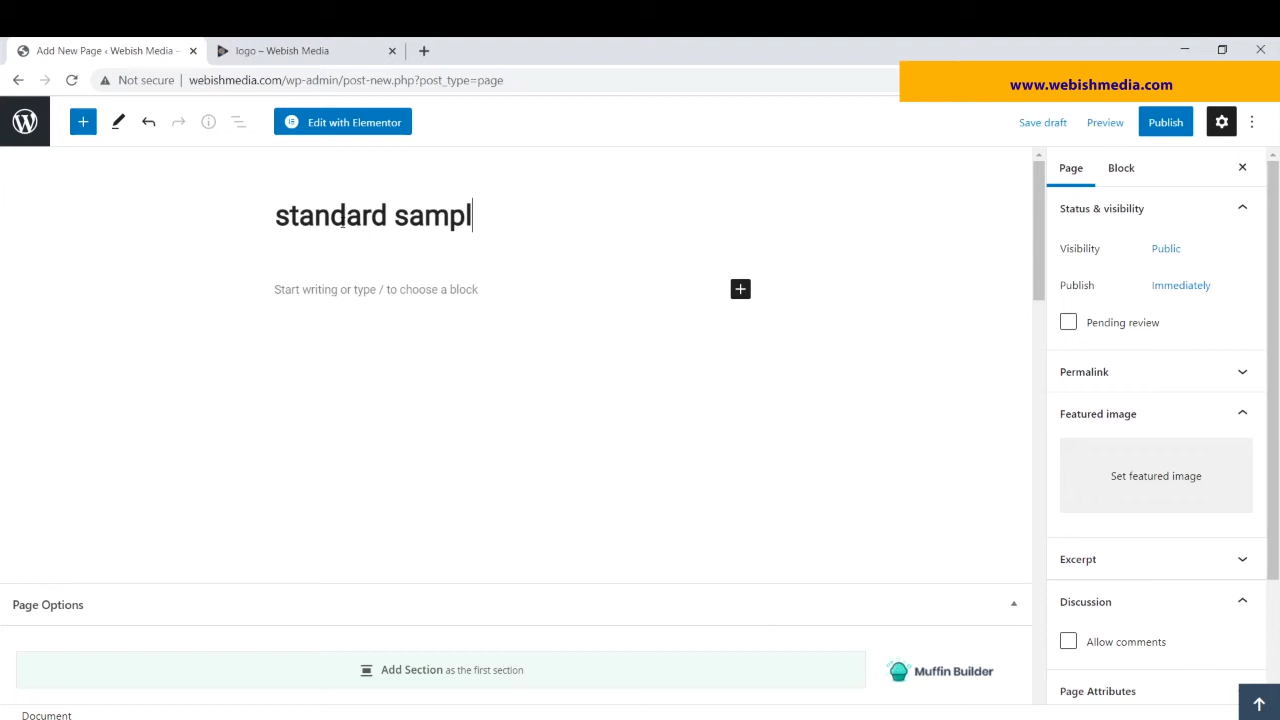 Add New Page ‹ Webish Media –
logo – Webish Media
Not secure
webishmedia.com/wp-admin/post-new.php?post_type=page
www.webishmedia.com
Edit with Elementor
Save draft
Preview
Publish
Page
Block
standard sampl
Status & visibility
Visibility
Public
Start writing or type / to choose a block
Publish
Immediately
Pending review
Permalink
Featured image
Set featured image
Excerpt
Discussion
Page Options
Allow comments
Add Section as the first section
Muffin Builder
Page Attributes
Document